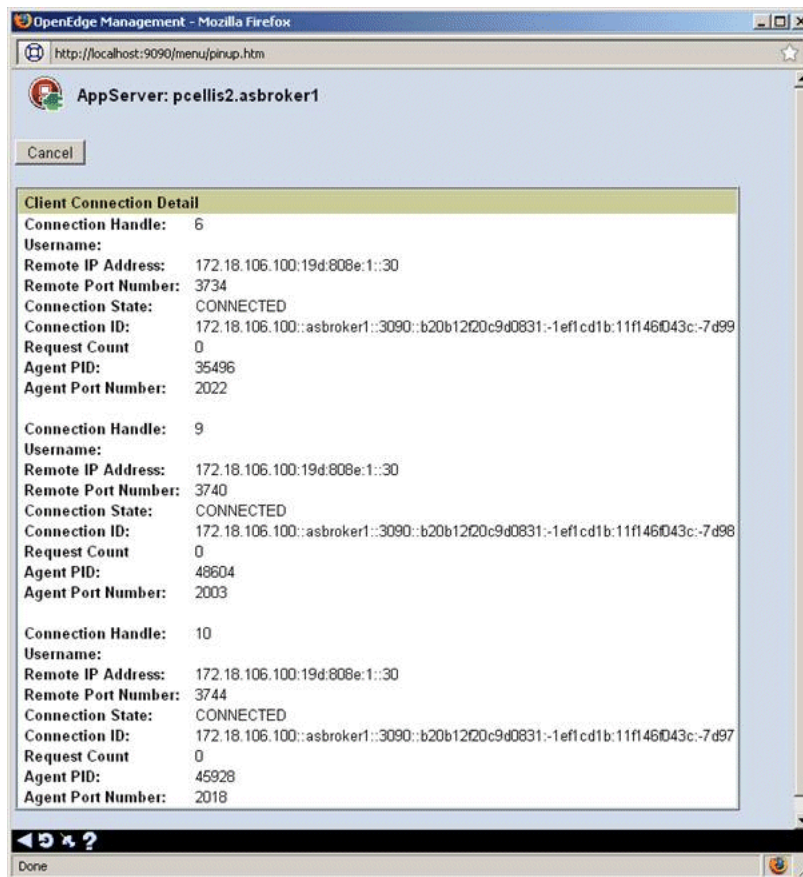 OpenEdge Management - Mozilla Firefox
http://localhost:9090/menu/pinup.htm
AppServer: pcellis2.asbroker1
Cancel
Client Connection Detail
Connection Handle: 6
Username:
Remote IP Address: 172.18.106.100:19d:808e:1::30
Remote Port Number: 3734
Connection State: CONNECTED
Connection ID: 172.18.106.100::asbroker1::3090::b20b12f20c9d0831:-1ef1cd1b:11f146f043c:-7d99
Request Count 0
Agent PID: 35496
Agent Port Number: 2022
Connection Handle: 9
Username:
Remote IP Address: 172.18.106.100:19d:808e:1::30
Remote Port Number: 3740
Connection State: CONNECTED
Connection ID: 172.18.106.100::asbroker1::3090::b20b12f20c9d0831:-1ef1cd1b:11f146f043c:-7d98
Request Count 0
Agent PID: 48604
Agent Port Number: 2003
Connection Handle: 10
Username:
Remote IP Address: 172.18.106.100:19d:808e:1::30
Remote Port Number: 3744
Connection State: CONNECTED
Connection ID: 172.18.106.100::asbroker1::3090::b20b12f20c9d0831:-1ef1cd1b:11f146f043c:-7d97
Request Count 0
Agent PID: 45928
Agent Port Number: 2018
?
Done